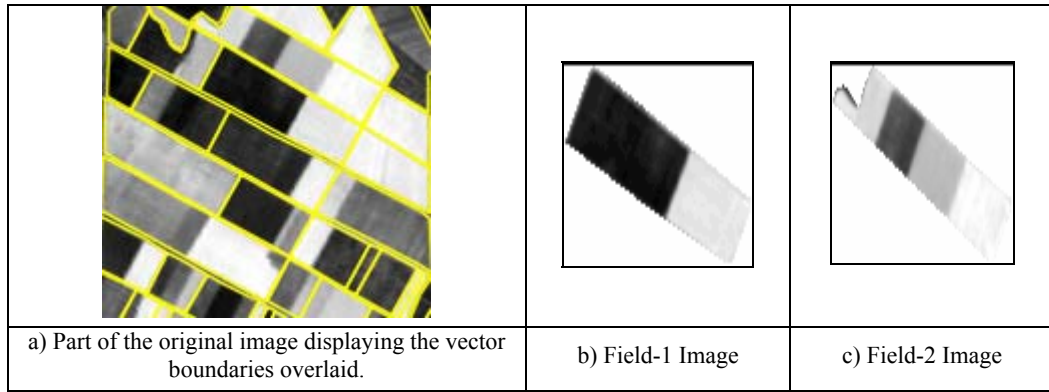 a) Part of the original image displaying the vector
boundaries overlaid.
b) Field-1 Image
c) Field-2 Image